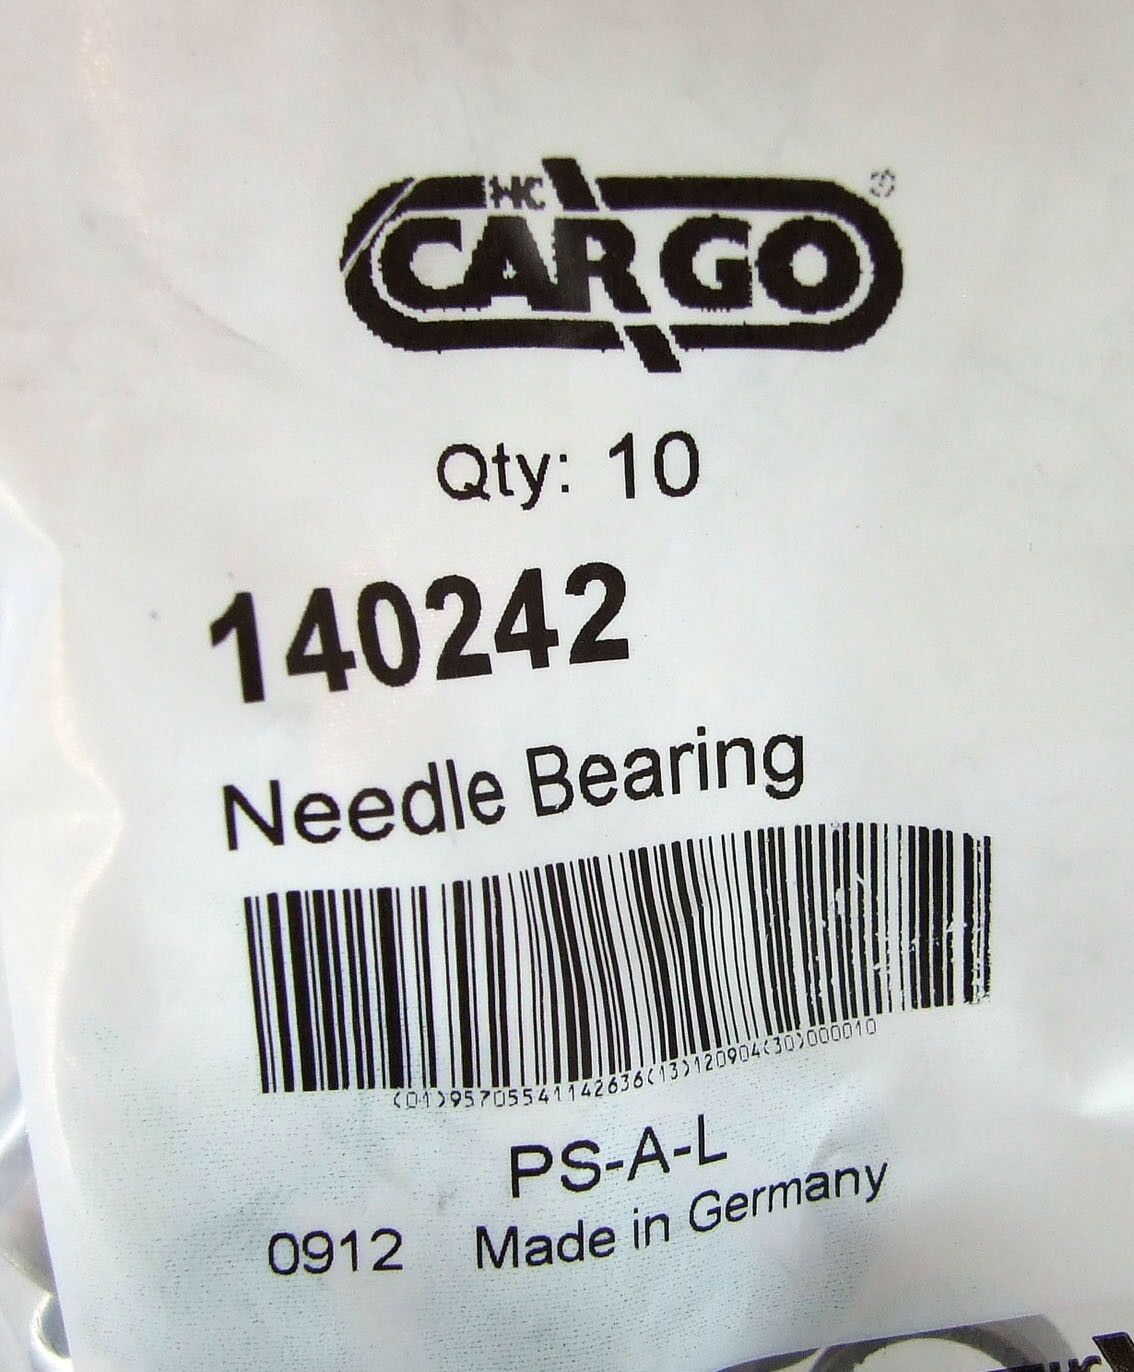 HC
CARGO
Qty: 10
140242
Needle Bearing
(01)95705541142636(13)120904(30)000010
PS-A-L
0912 Made in Germany